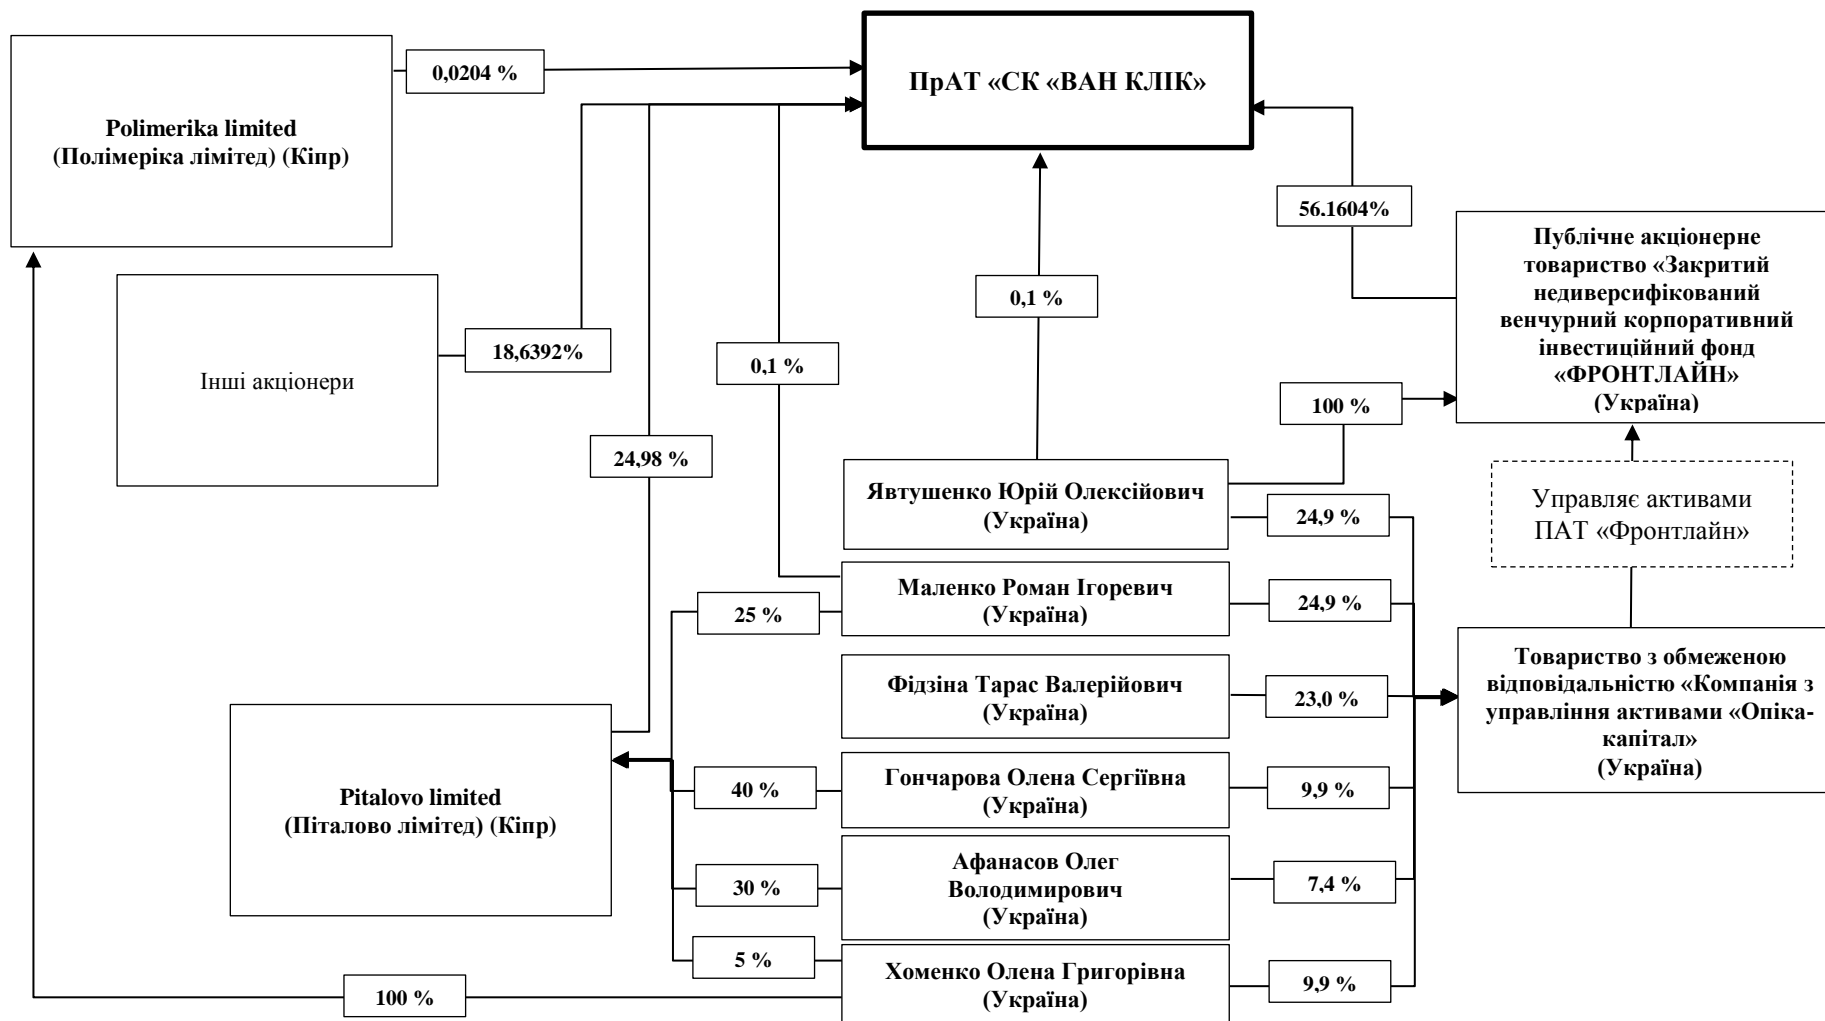 0,0204 %
ПрАТ «СК «ВАН КЛІК»
Polimerika limited
(Полімеріка лімітед) (Кіпр)
56,1604%
Публічне акціонерне
товариство «Закритий
недиверсифікований
венчурний корпоративний
інвестиційний фонд
«ФРОНТЛАЙН»
(Україна)
0,1 %
18,6392%
0,1 %
Інші акціонери
100 %
24,98 %
Явтушенко Юрій Олексійович
(Україна)
24,9 %
Управляє активами
ПАТ «Фронтлайн»
Маленко Роман Ігоревич
(Україна)
25 %
24,9 %
Фідзіна Тарас Валерійович
(Україна)
23,0 %
Товариство з обмеженою
відповідальністю «Компанія з
управління активами «Опіка-
капітал»
(Україна)
Pitalovo limited
(Піталово лімітед) (Кіпр)
40 %
Гончарова Олена Сергіївна
(Україна)
9,9 %
30 %
Афанасов Олег
Володимирович
(Україна)
7,4 %
5 %
Хоменко Олена Григорівна
(Україна)
9,9 %
100 %